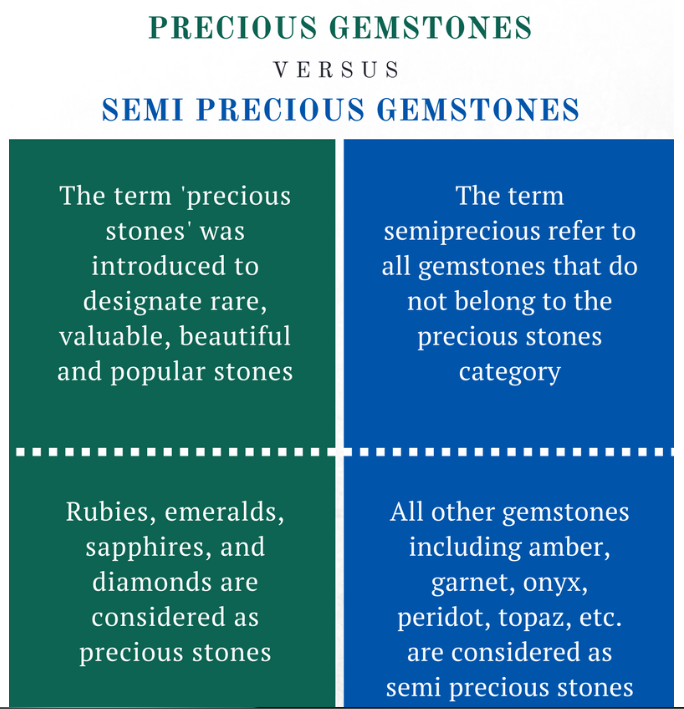 PRECIOUS GEMSTONES
VERSUS
SEMI PRECIOUS GEMSTONES
The term 'precious
stones' was
introduced to
designate rare,
valuable, beautiful
and popular stones
The term
semiprecious refer to
all gemstones that do
not belong to the
precious stones
category
Rubies, emeralds,
sapphires, and
diamonds are
considered as
precious stones
All other gemstones
including amber,
garnet, onyx,
peridot, topaz, etc.
are considered as
semi precious stones